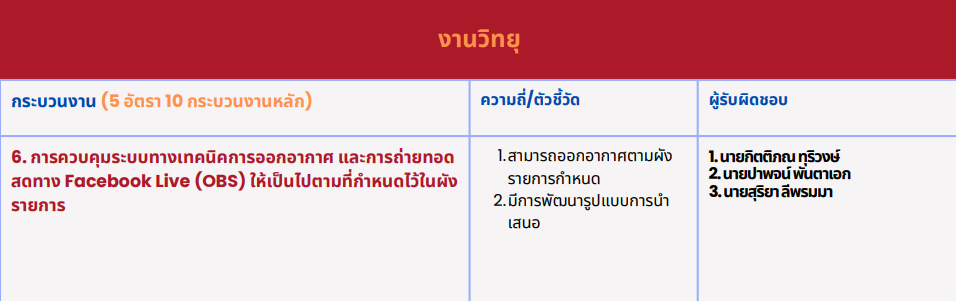 งานวิทยุ
กระบวนงาน (5 อัตรา 10 กระบวนงานหลัก)
ความถี่/ตัวชี้วัด
ผู้รับผิดชอบ
6. การควบคุมระบบทางเทคนิคการออกอากาศ และการถ่ายทอด
สดทาง Facebook Live (OBS) ให้เป็นไปตามที่กำหนดไว้ในผัง
รายการ
1. สามารถออกอากาศตามผัง
รายการกำหนด
2. มีการพัฒนารูปแบบการนำ
เสนอ
1. นายกิตติภณ ทุริวงษ์
2. นายปาพจน์ พันตาเอก
3. นายสุริยา ลีพรมมา